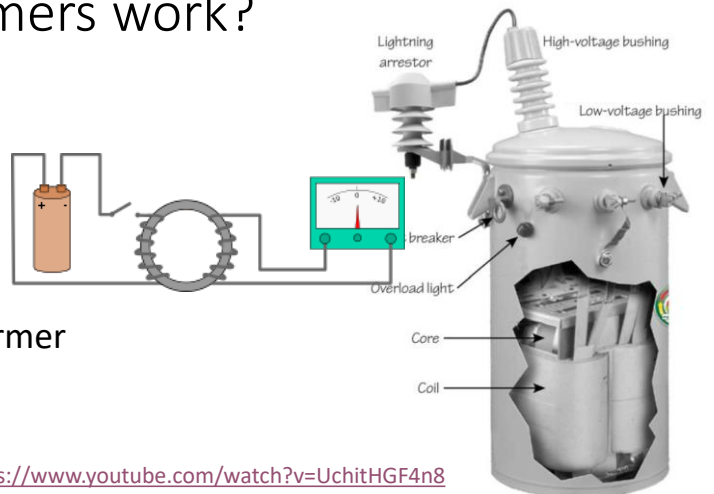 mers work?
Lightning
arrestor
High-voltage bushing
Low-voltage bushing
+ -
-10 0 +10
breaker
Overload light
rmer
Core
Coil
s://www.youtube.com/watch?v=UchitHGF4n8